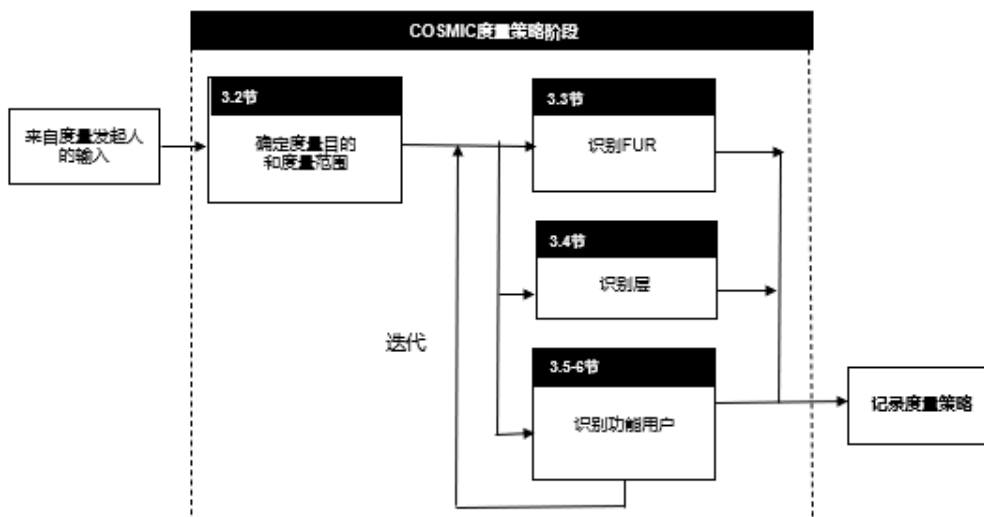 COSMIC度量策略阶段
来自度量发起人
的输入
3.2节
确定度量目的
和度量范围
3.3节
识别FUR
3.4节
识别层
迭代
3.5-6节
识别功能用户
记录度量策略